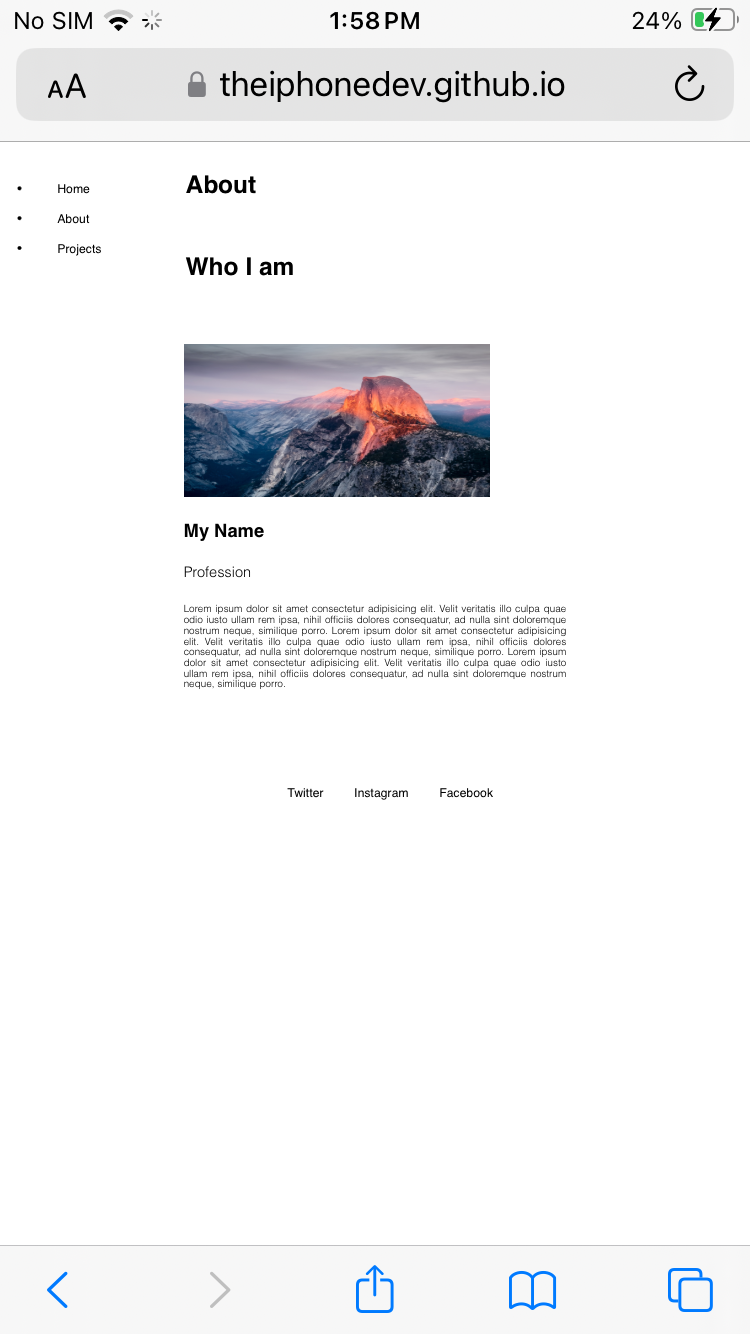 No SIM 1:58 PM 24%
AA theiphonedev.github.io
• Home
• About
• Projects
About
Who I am
My Name
Profession
Lorem ipsum dolor sit amet consectetur adipisicing elit. Velit veritatis illo culpa quae
odio iusto ullam rem ipsa, nihil officiis dolores consequatur, ad nulla sint doloremque
nostrum neque, similique porro. Lorem ipsum dolor sit amet consectetur adipisicing
elit. Velit veritatis illo culpa quae odio iusto ullam rem ipsa, nihil officiis dolores
consequatur, ad nulla sint doloremque nostrum neque, similique porro. Lorem ipsum
dolor sit amet consectetur adipisicing elit. Velit veritatis illo culpa quae odio iusto
ullam rem ipsa, nihil officiis dolores consequatur, ad nulla sint doloremque nostrum
neque, similique porro.
Twitter Instagram Facebook